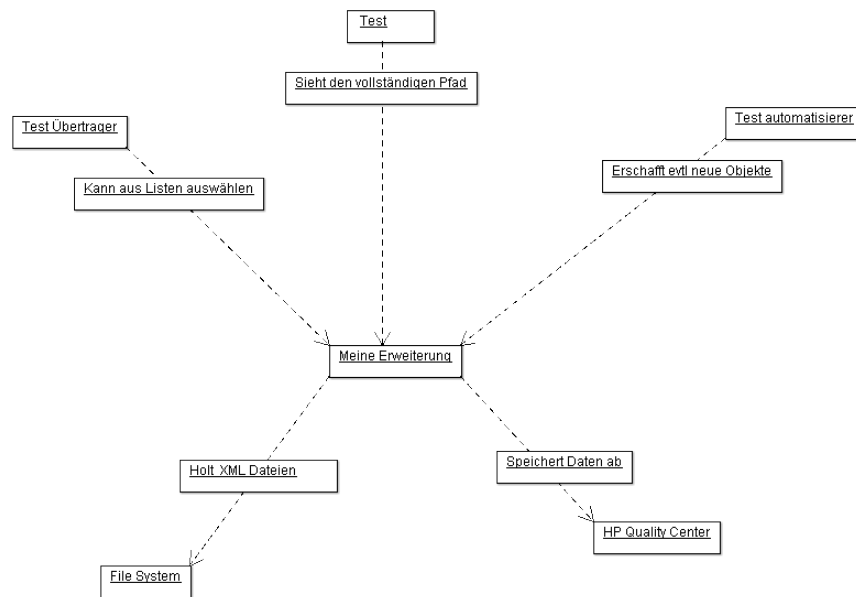 Test
Sieht den vollständigen Pfad
Test Übertrager
Test automatisierer
Kann aus Listen auswählen
Erschafft evtl neue Objekte
Meine Erweiterung
Holt XML Dateien
Speichert Daten ab
HP Quality Center
File System